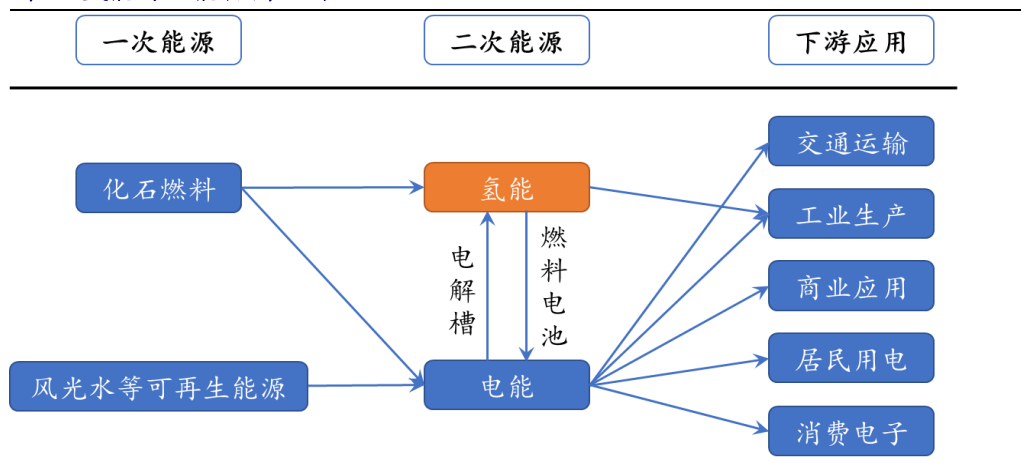 一次能源
二次能源
下游应用
交通运输
化石燃料
氢能
工业生产
电解槽
燃料电池
商业应用
居民用电
风光水等可再生能源
电能
消费电子